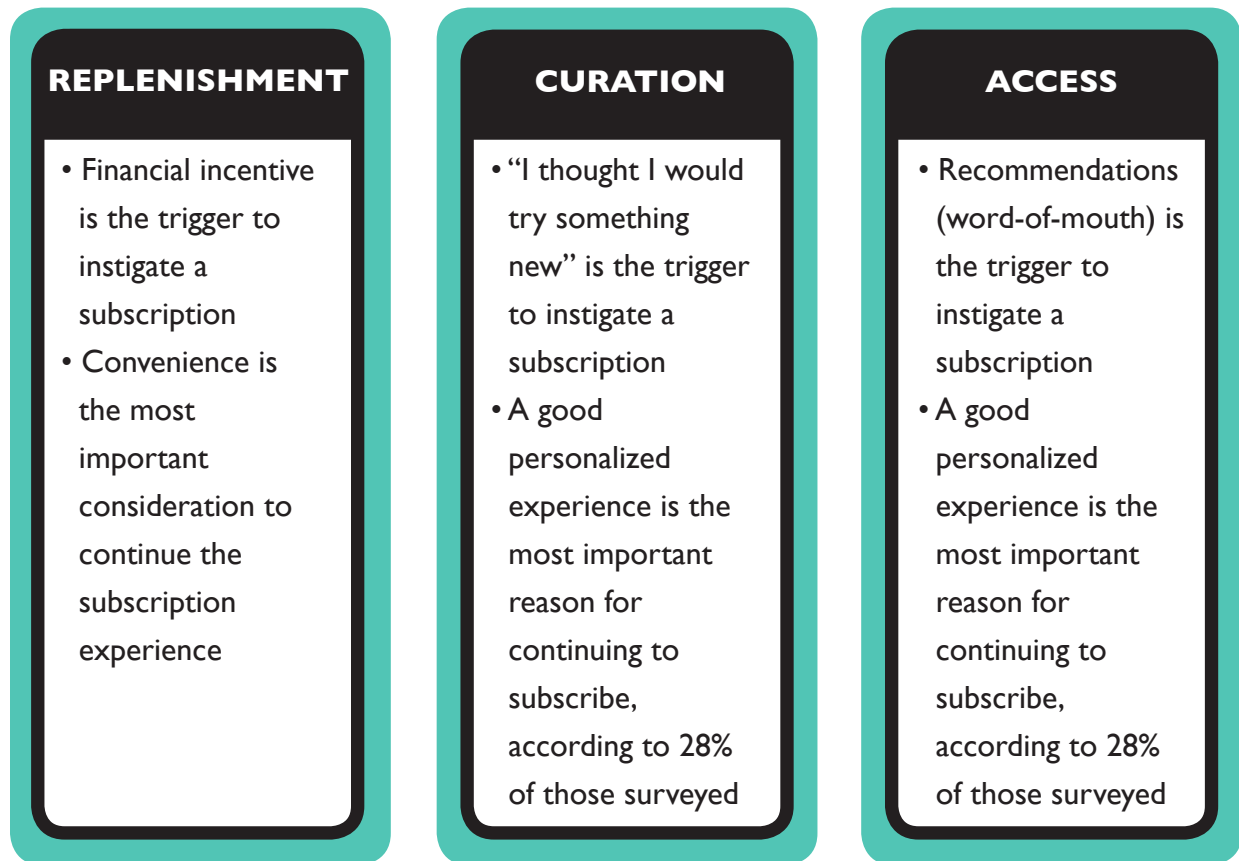 REPLENISHMENT
• Financial incentive
is the trigger to
instigate a
subscription
• Convenience is
the most
important
consideration to
continue the
subscription
experience
CURATION
• “I thought I would
try something
new” is the trigger
to instigate a
subscription
• A good
personalized
experience is the
most important
reason for
continuing to
subscribe,
according to 28%
of those surveyed
ACCESS
• Recommendations
(word-of-mouth) is
the trigger to
instigate a
subscription
• A good
personalized
experience is the
most important
reason for
continuing to
subscribe,
according to 28%
of those surveyed